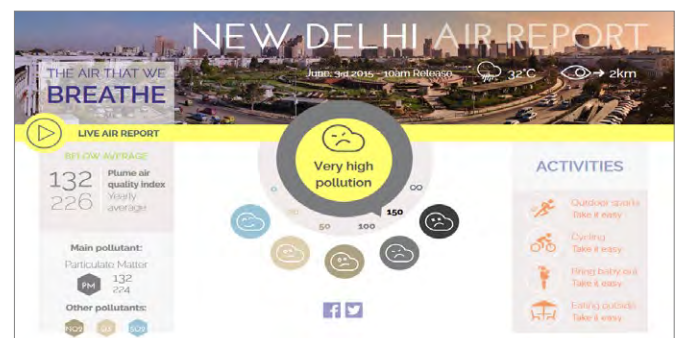 NEW DELHI AIR REPORT
THE AIR THAT WE
BREATHE
June, 3rd 2015 - 10am Release
32°C
2km
LIVE AIR REPORT
BELOW AVERAGE
132
Plume air
quality index
226
Yearly
average
Main pollutant:
Particulate Matter
PM
132
224
Other pollutants:
NO2
O3
SO2
Very high
pollution
0
20
50
100
150
∞
ACTIVITIES
Outdoor sports
Take it easy
Cycling
Take it easy
Bring baby out
Take it easy
Eating outside
Take it easy